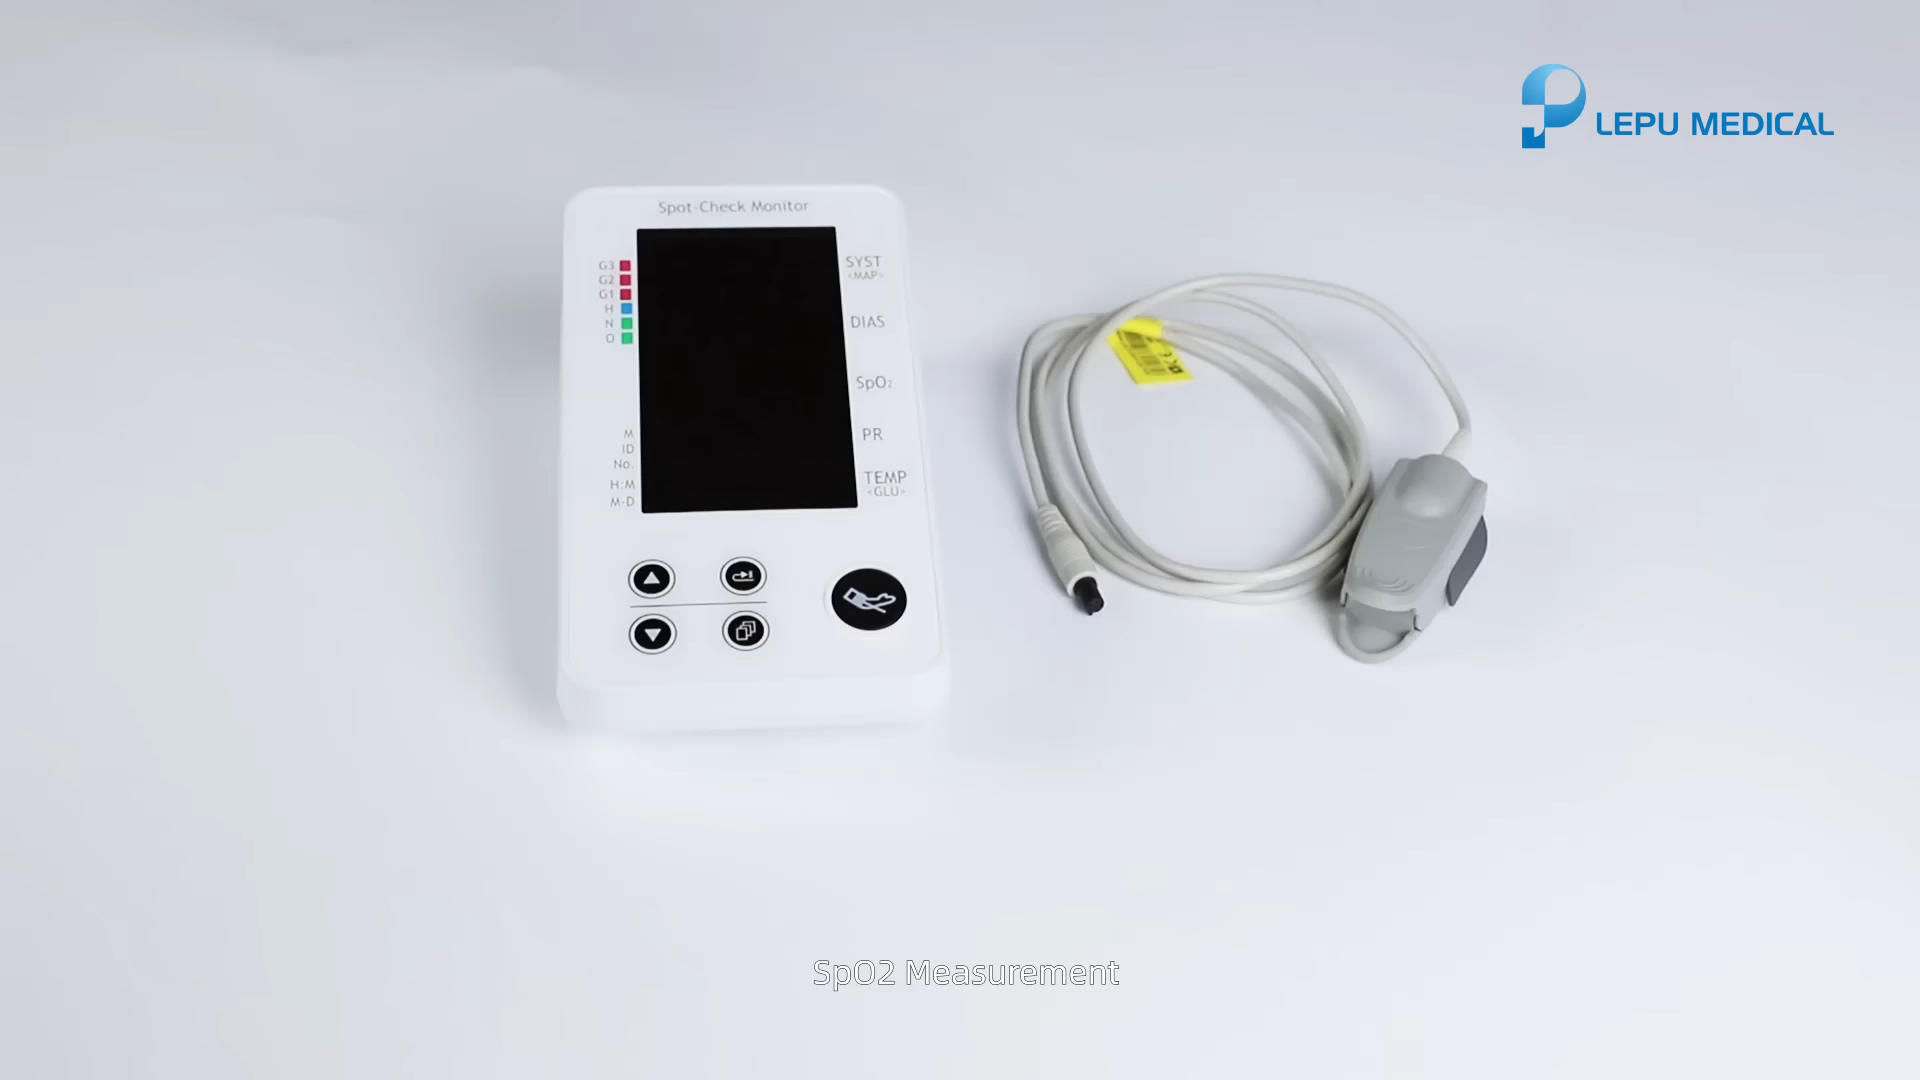 LEPU MEDICAL
Spot-Check Monitor
G3
G2
G1
H
N
O
SYST
<MAP>
DIAS
SpO₂
PR
TEMP
<GLU>
M
ID
No.
H:M
M-D
SpO2 Measurement